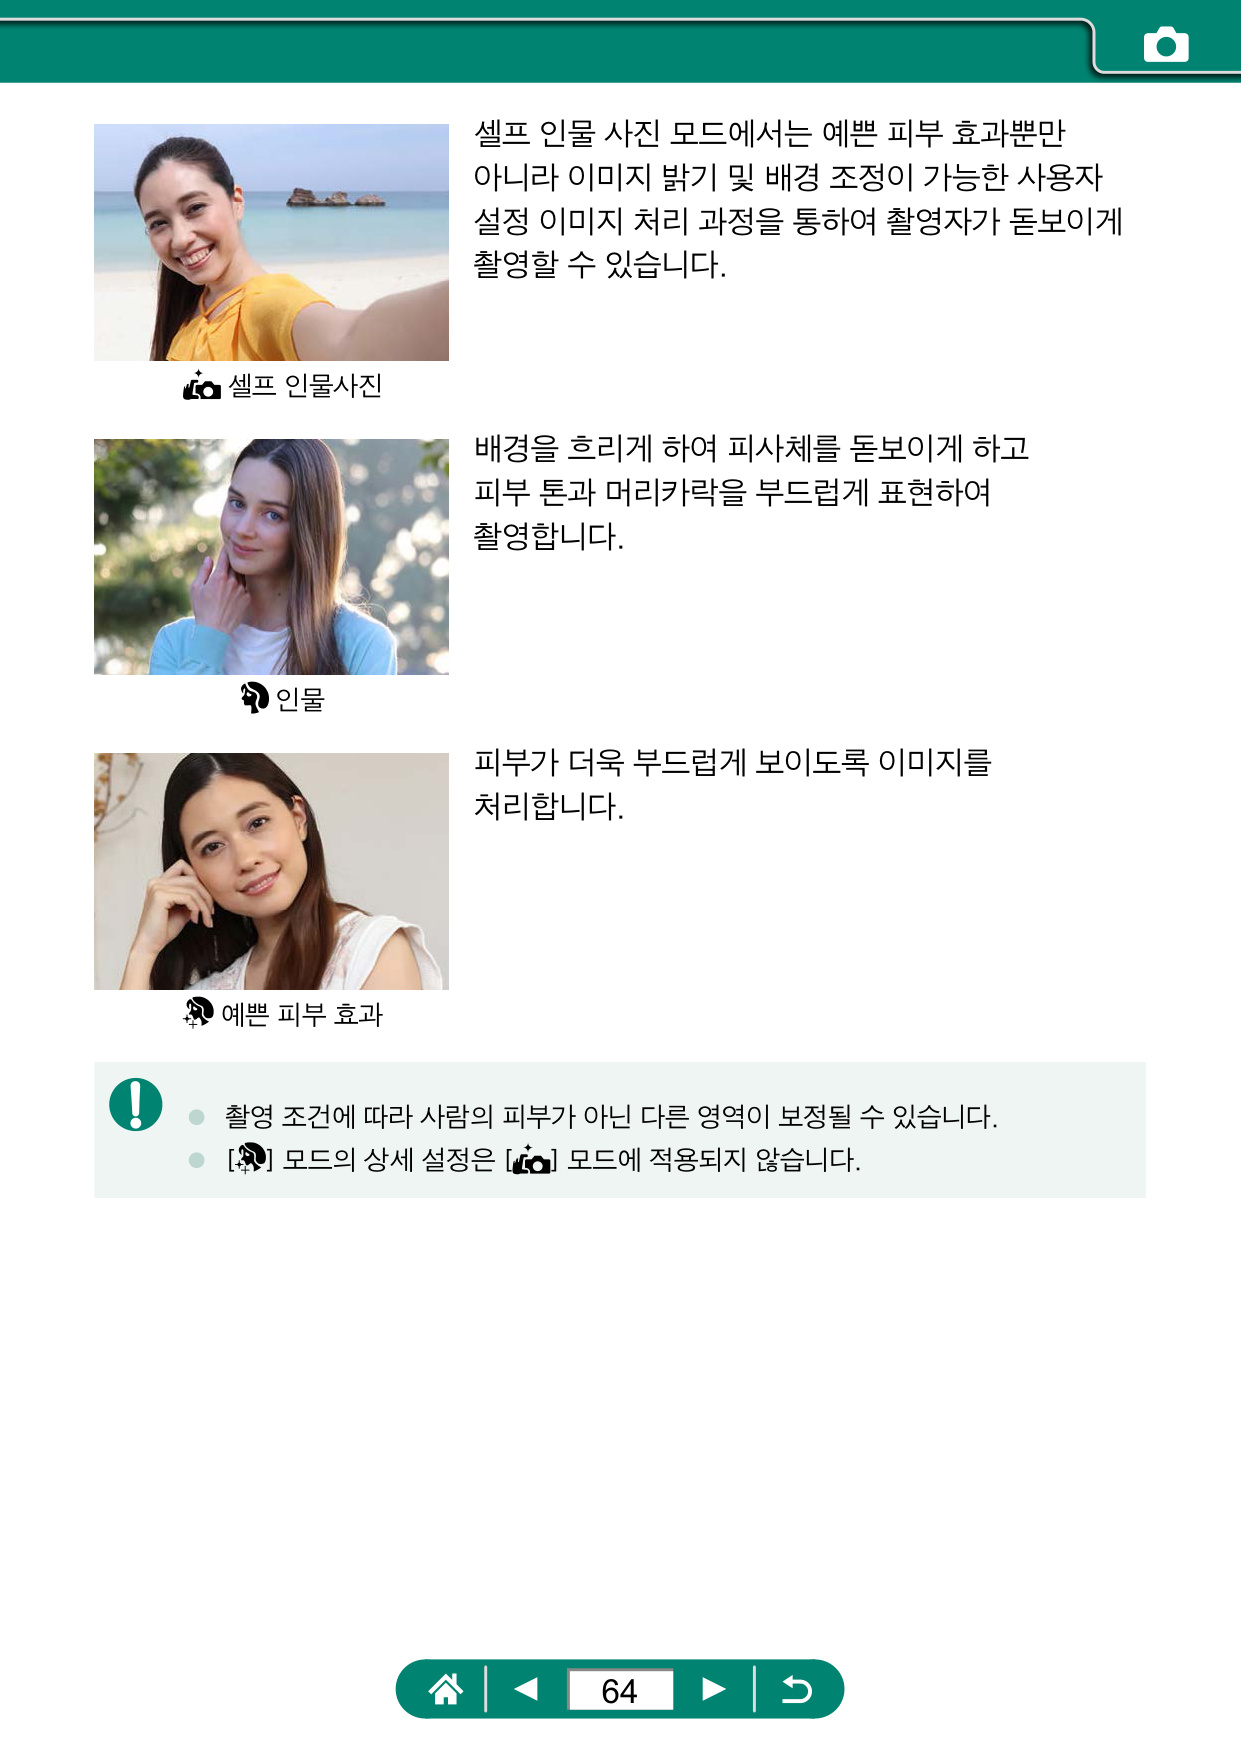 셀프 인물 사진 모드에서는 예쁜 피부 효과뿐만
아니라 이미지 밝기 및 배경 조정이 가능한 사용자
설정 이미지 처리 과정을 통하여 촬영자가 돋보이게
촬영할 수 있습니다.
셀프 인물사진
배경을 흐리게 하여 피사체를 돋보이게 하고
피부 톤과 머리카락을 부드럽게 표현하여
촬영합니다.
인물
피부가 더욱 부드럽게 보이도록 이미지를
처리합니다.
예쁜 피부 효과
촬영 조건에 따라 사람의 피부가 아닌 다른 영역이 보정될 수 있습니다.
[] 모드의 상세 설정은 [] 모드에 적용되지 않습니다.
64